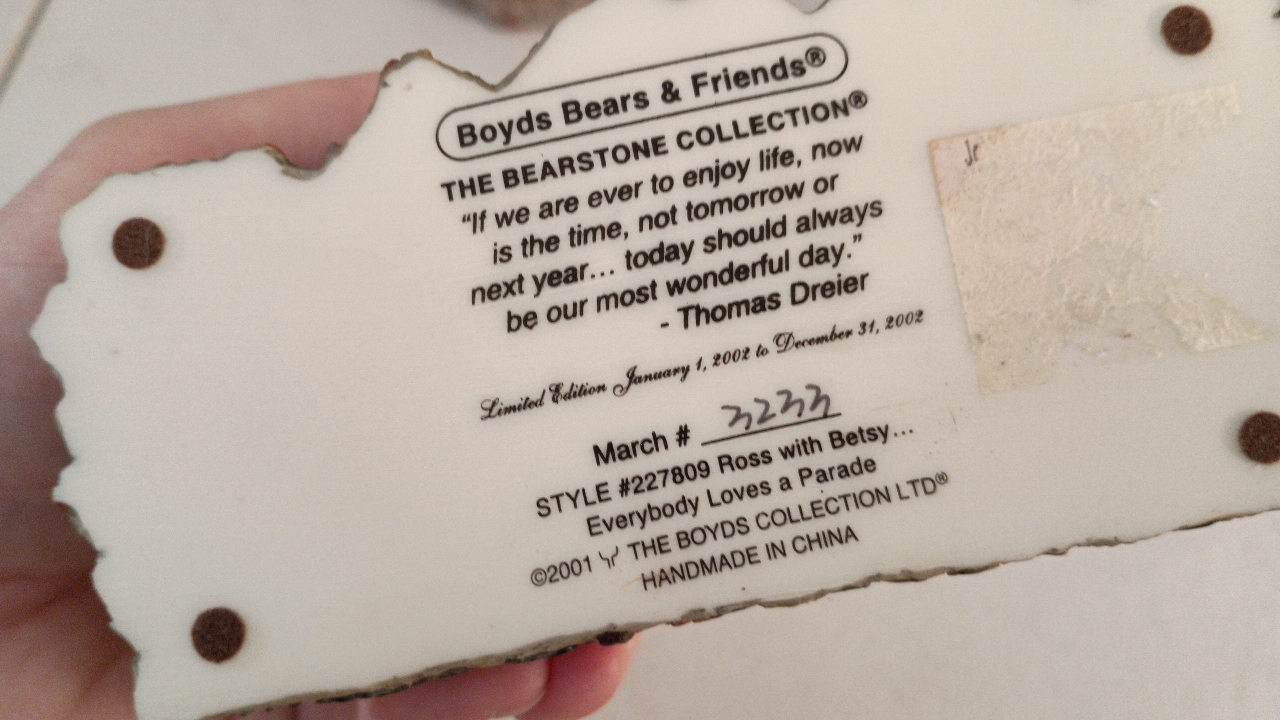 Boyds Bears & Friends®
THE BEARSTONE COLLECTION®
“If we are ever to enjoy life, now
is the time, not tomorrow or
next year... today should always
be our most wonderful day.”
- Thomas Dreier
Limited Edition January 1, 2002 to December 31, 2002
March # 3233
STYLE #227809 Ross with Betsy...
Everybody Loves a Parade
©2001 THE BOYDS COLLECTION LTD®
HANDMADE IN CHINA